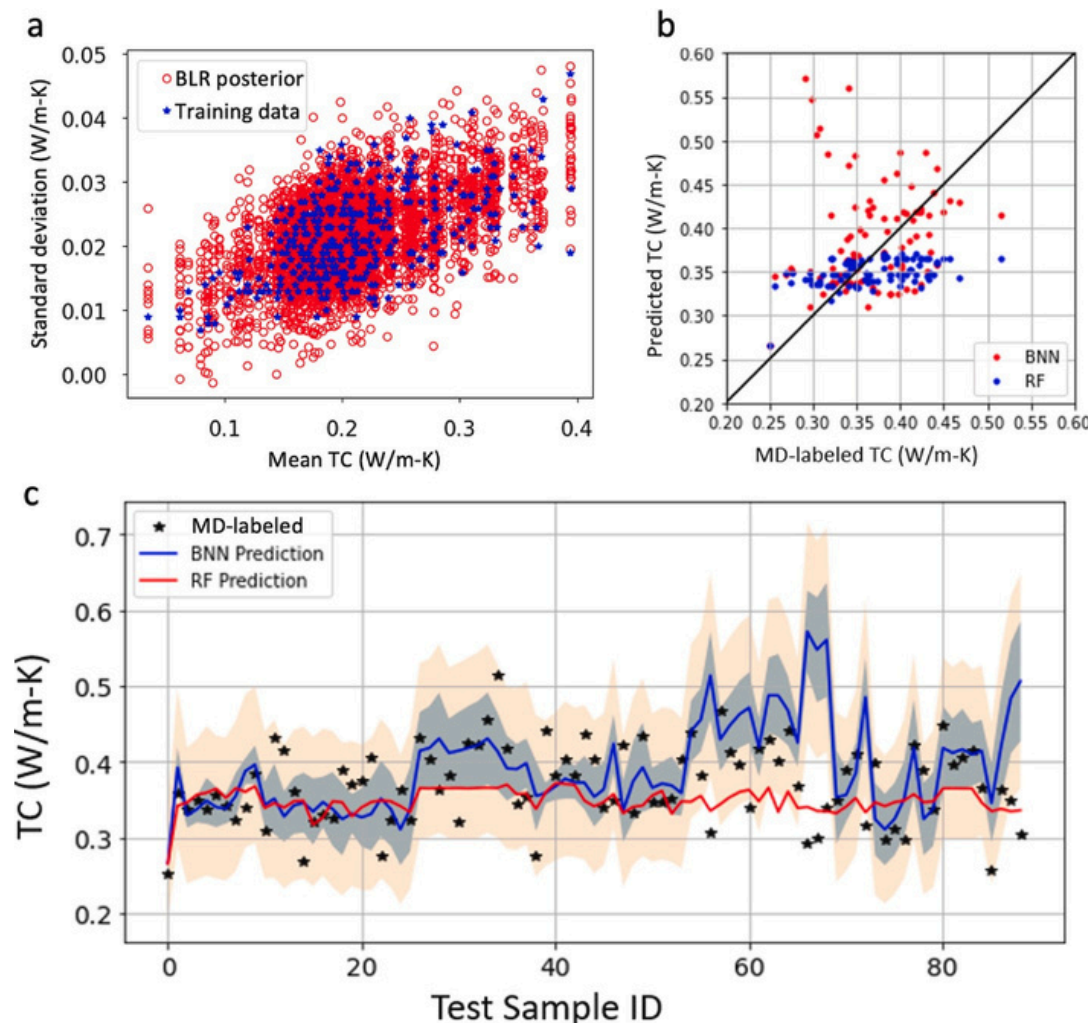 a
0.05
0.04
0.03
0.02
0.01
0.00
Standard deviation (W/m-K)
BLR posterior
Training data
0.1 0.2 0.3 0.4
Mean TC (W/m-K)
b
0.60
0.55
0.50
0.45
0.40
0.35
0.30
0.25
0.20
Predicted TC (W/m-K)
BNN
RF
0.20 0.25 0.30 0.35 0.40 0.45 0.50 0.55 0.60
MD-labeled TC (W/m-K)
c
0.7
0.6
0.5
0.4
0.3
0.2
TC (W/m-K)
MD-labeled
BNN Prediction
RF Prediction
0 20 40 60 80
Test Sample ID